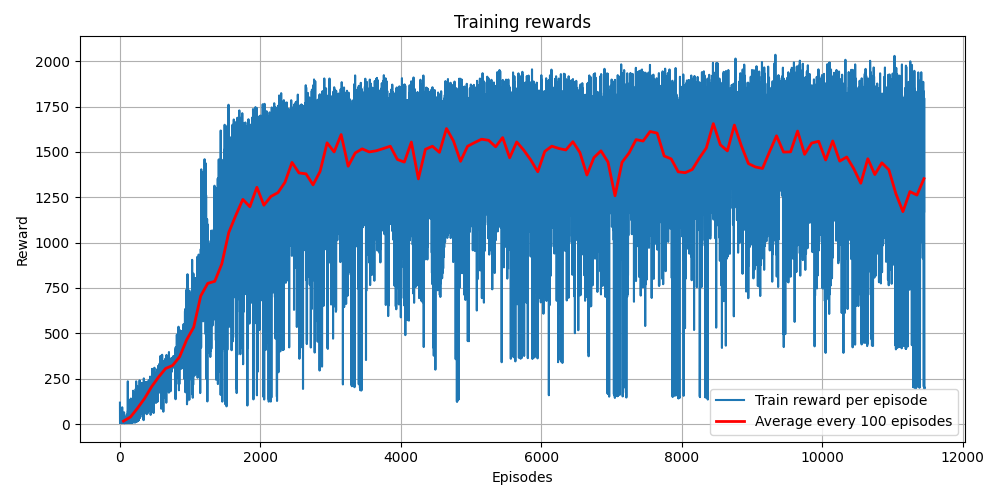 Training rewards
Reward
2000
1750
1500
1250
1000
750
500
250
0
0 2000 4000 6000 8000 10000 12000
Episodes
Train reward per episode
Average every 100 episodes